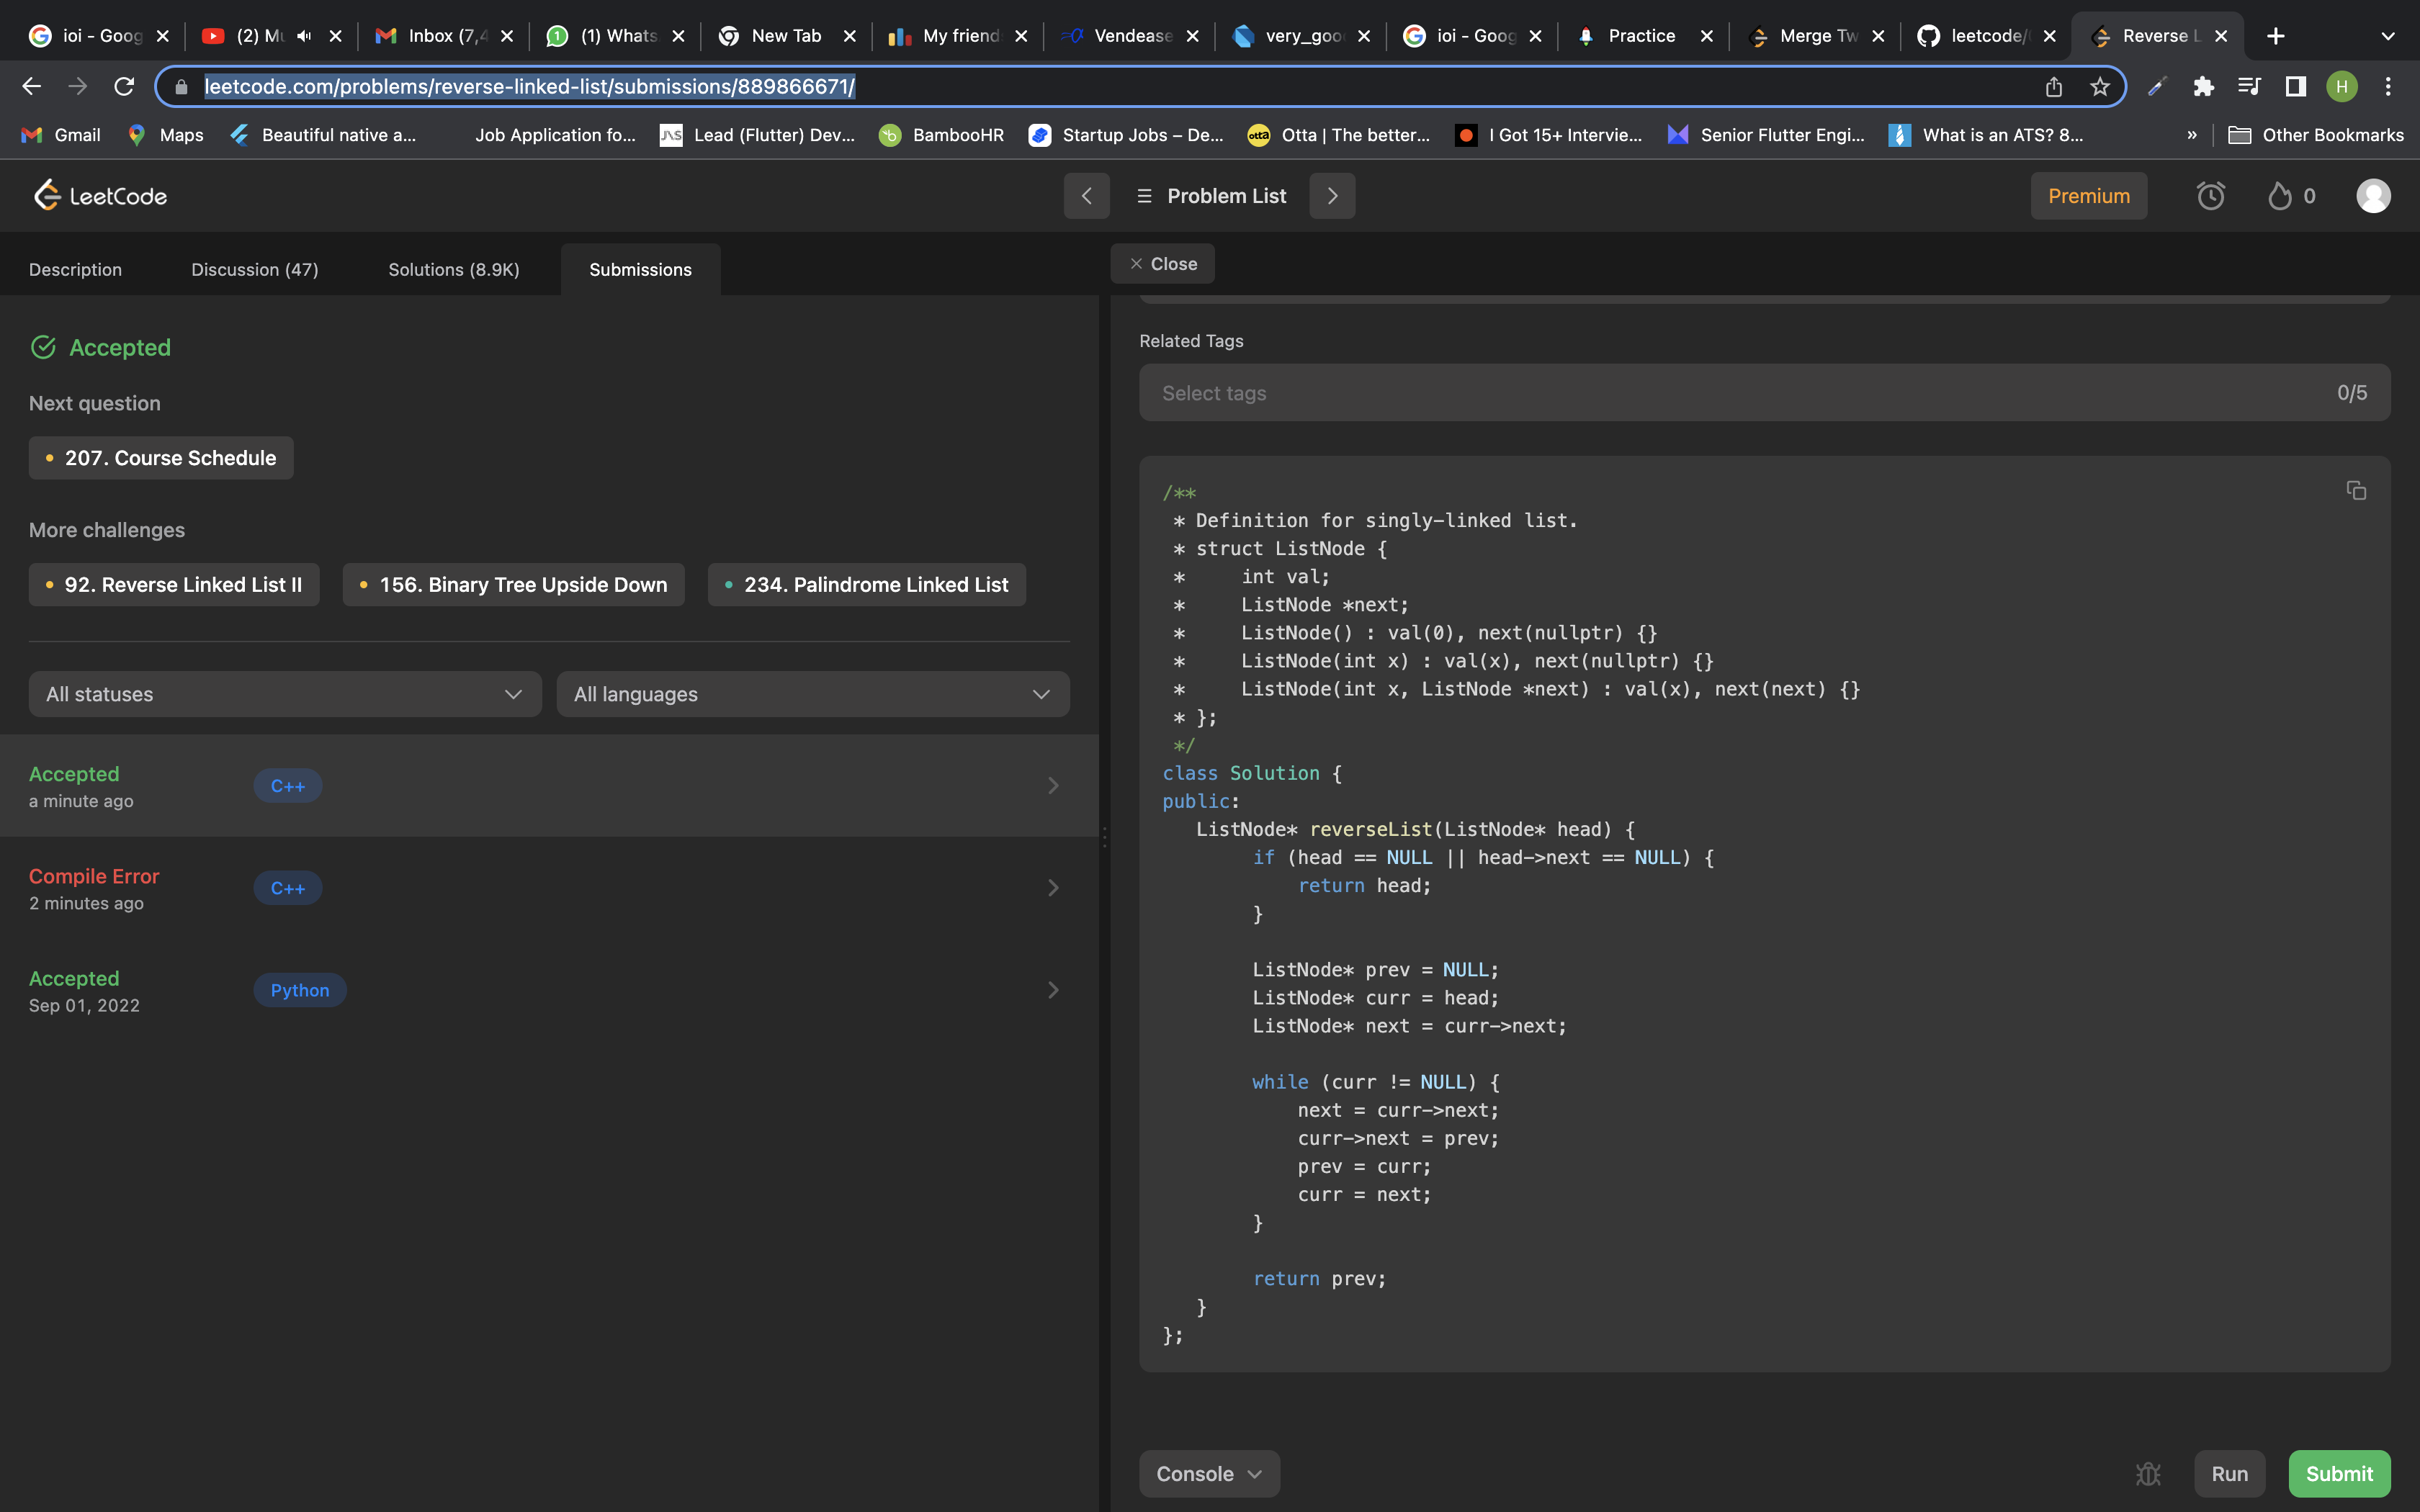 ioi - Goog
(2) Mu
Inbox (7,4
(1) Whats
New Tab
My friend
Vendease
very_goo
ioi - Goog
Practice
Merge Tw
leetcode/
Reverse L
leetcode.com/problems/reverse-linked-list/submissions/889866671/
H
Gmail
Maps
Beautiful native a...
Job Application fo...
Lead (Flutter) Dev...
BambooHR
Startup Jobs – De...
Otta | The better...
I Got 15+ Intervie...
Senior Flutter Engi...
What is an ATS? 8...
»
Other Bookmarks
LeetCode
Problem List
Premium
0
Description
Discussion (47)
Solutions (8.9K)
Submissions
Close
Accepted
Next question
207. Course Schedule
More challenges
92. Reverse Linked List II
156. Binary Tree Upside Down
234. Palindrome Linked List
All statuses
All languages
Accepted
a minute ago
C++
Compile Error
2 minutes ago
C++
Accepted
Sep 01, 2022
Python
Related Tags
Select tags
0/5
/**
* Definition for singly-linked list.
* struct ListNode {
*     int val;
*     ListNode *next;
*     ListNode() : val(0), next(nullptr) {}
*     ListNode(int x) : val(x), next(nullptr) {}
*     ListNode(int x, ListNode *next) : val(x), next(next) {}
* };
*/
class Solution {
public:
ListNode* reverseList(ListNode* head) {
if (head == NULL || head->next == NULL) {
return head;
}
ListNode* prev = NULL;
ListNode* curr = head;
ListNode* next = curr->next;
while (curr != NULL) {
next = curr->next;
curr->next = prev;
prev = curr;
curr = next;
}
return prev;
}
};
Console
Run
Submit